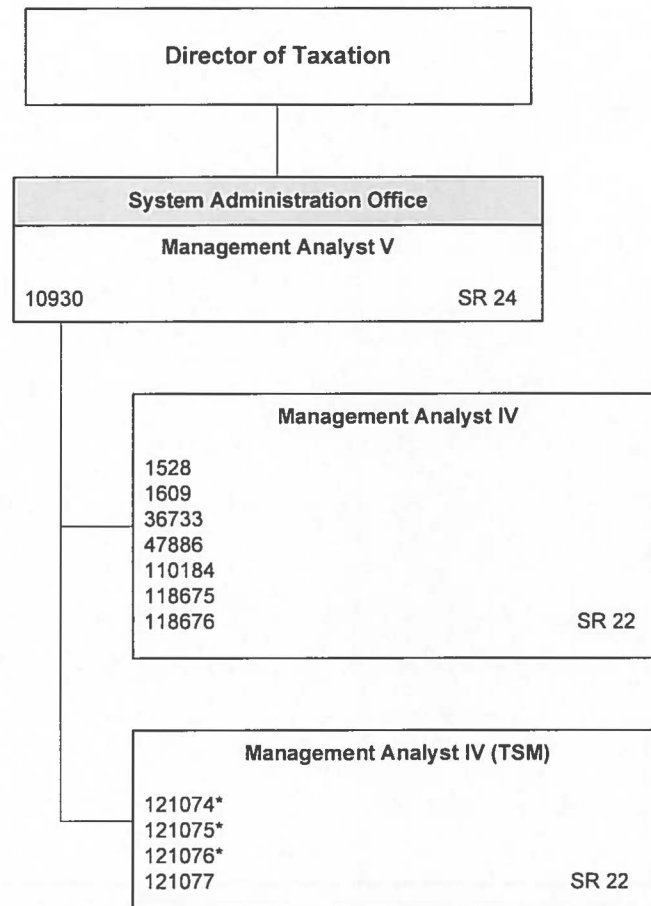 Director of Taxation
System Administration Office
Management Analyst V
10930 SR 24
Management Analyst IV
1528
1609
36733
47886
110184
118675
118676 SR 22
Management Analyst IV (TSM)
121074*
121075*
121076*
121077 SR 22